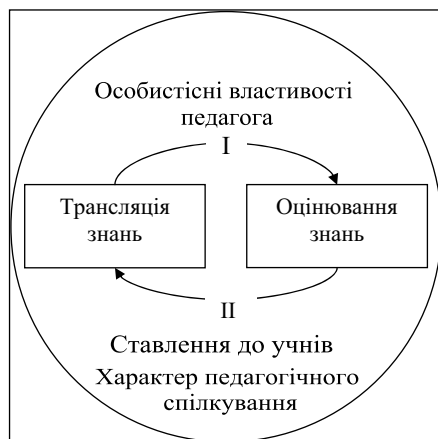 Особистісні властивості
педагога
I
Трансляція
знань
Оцінювання
знань
II
Ставлення до учнів
Характер педагогічного
спілкування